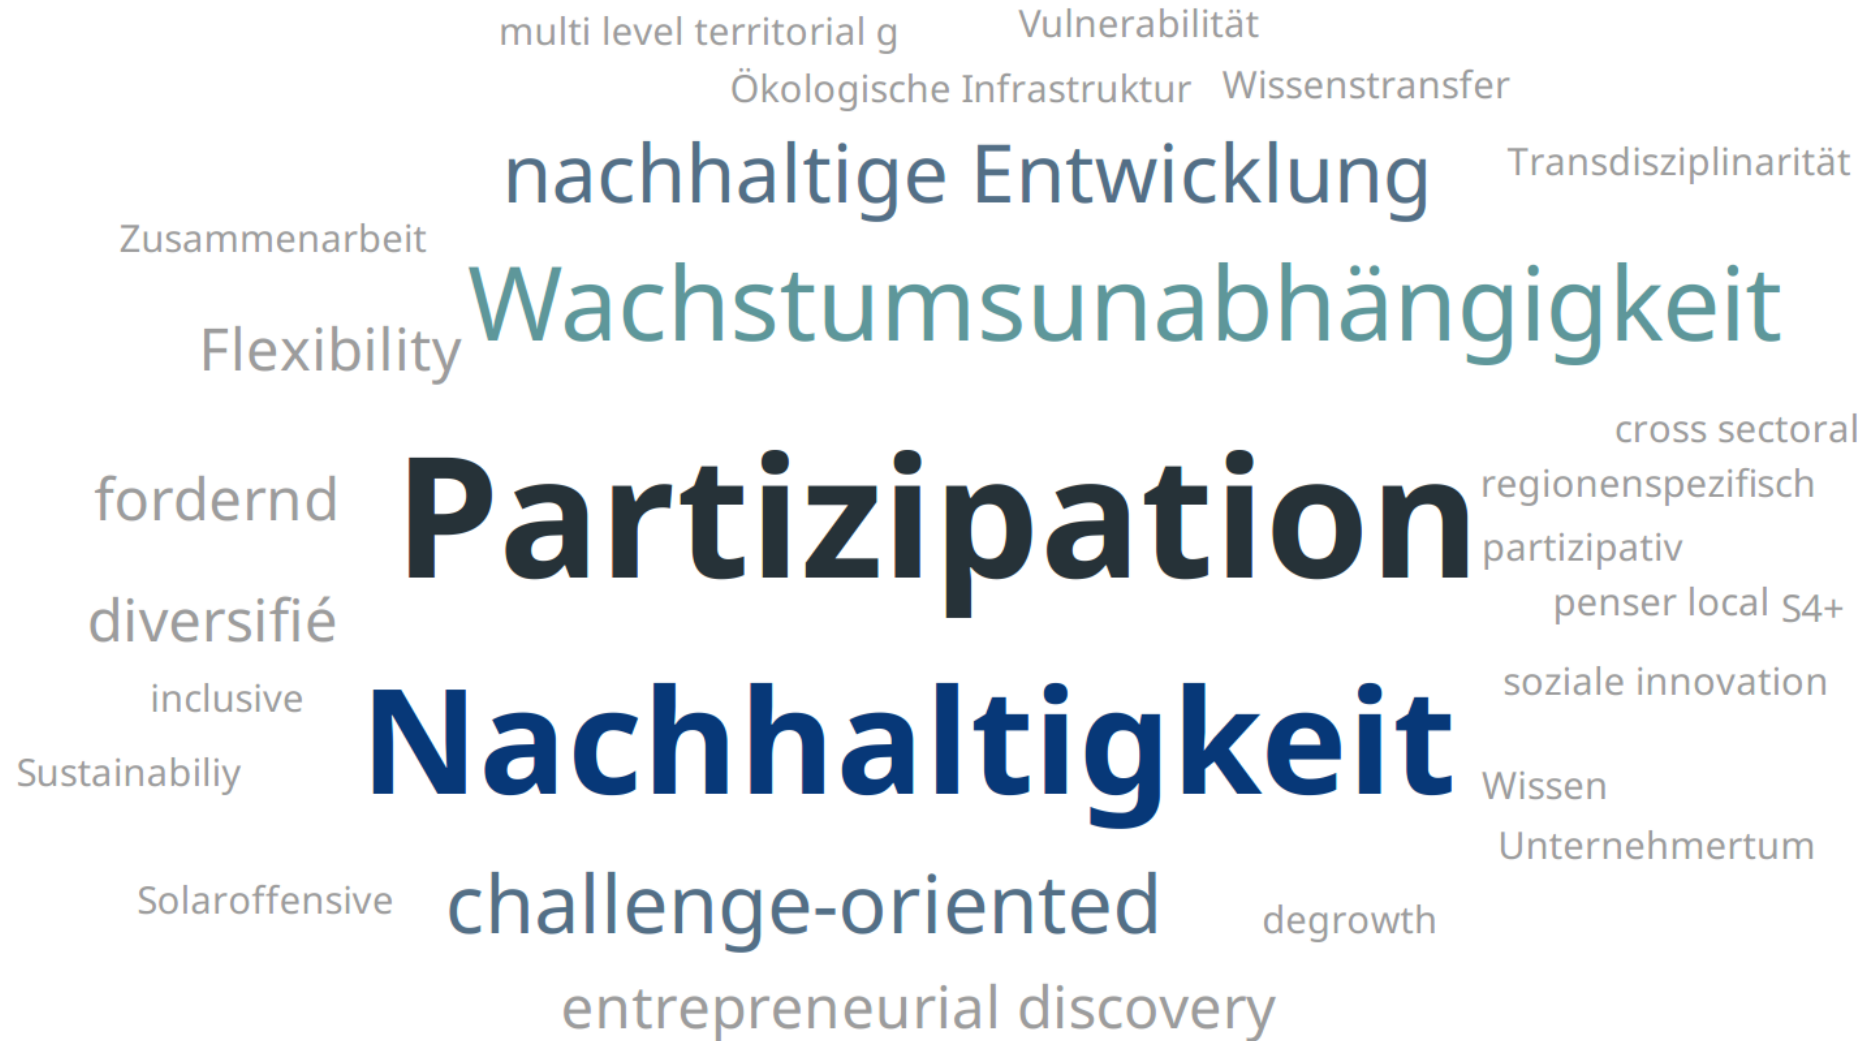 multi level territorial g
Vulnerabilität
Ökologische Infrastruktur
Wissenstransfer
nachhaltige Entwicklung
Transdisziplinarität
Zusammenarbeit
Wachstumsunabhängigkeit
Flexibility
cross sectoral
regionenspezifisch
fordernd
Partizipation
partizipativ
penser local
S4+
diversifié
inclusive
soziale innovation
Nachhaltigkeit
Sustainabiliy
Wissen
Unternehmertum
Solaroffensive
challenge-oriented
degrowth
entrepreneurial discovery